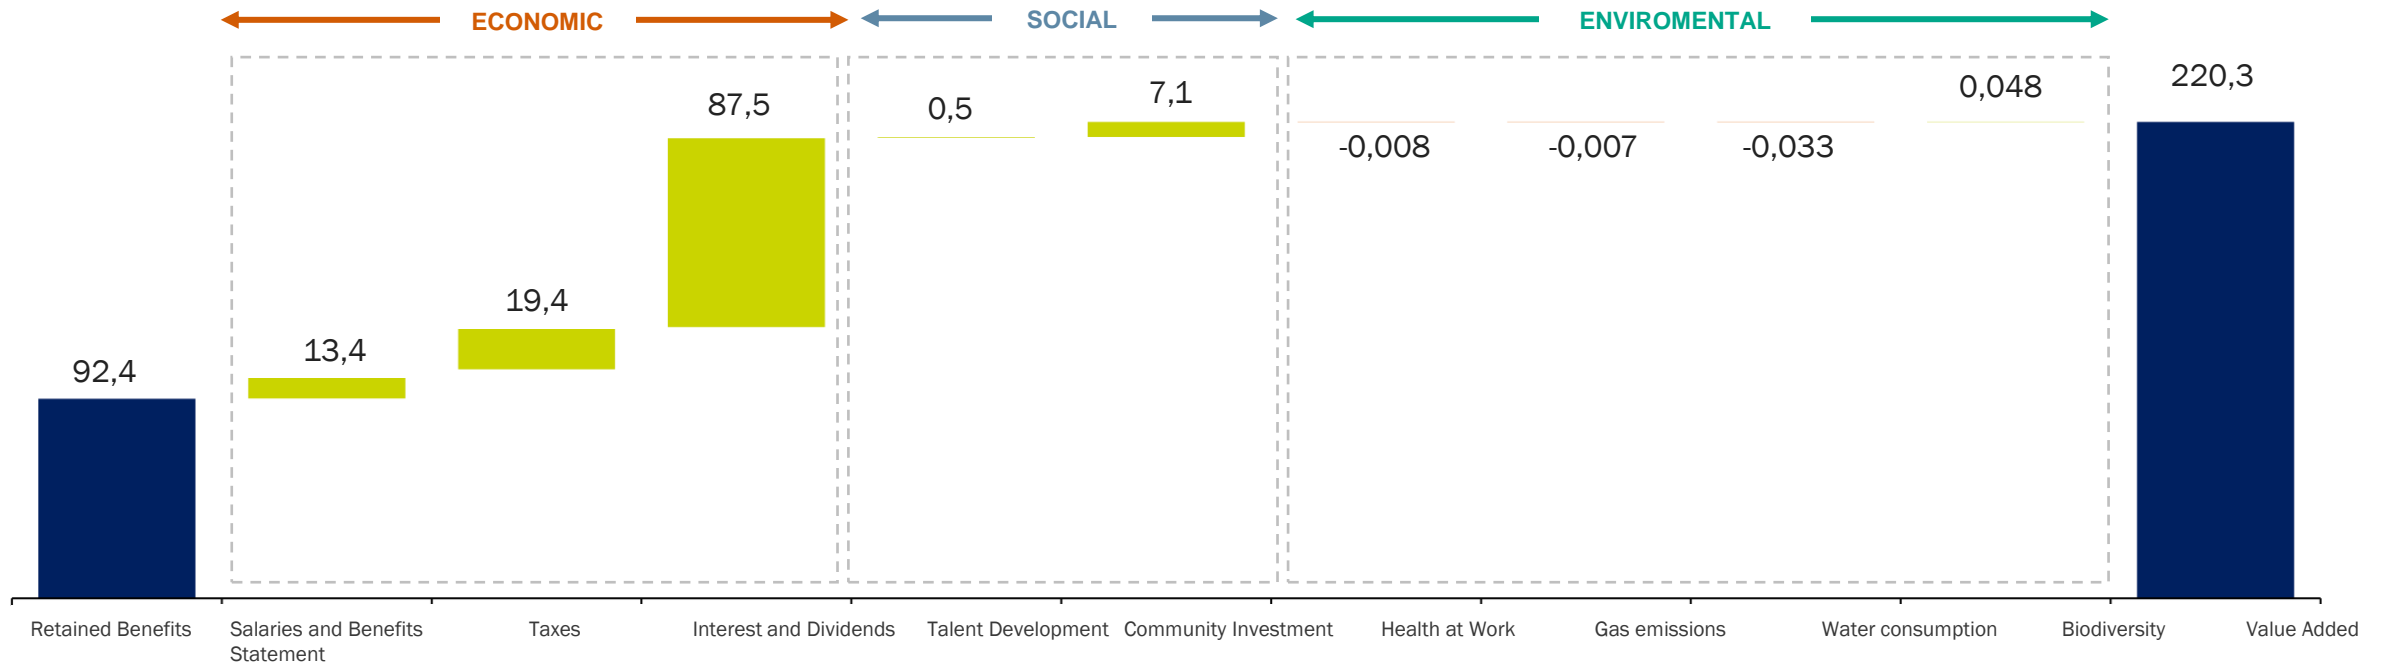 ECONOMIC
SOCIAL
ENVIROMENTAL
92,4
13,4
19,4
87,5
0,5
7,1
-0,008
-0,007
-0,033
0,048
220,3
Retained Benefits
Salaries and Benefits
Statement
Taxes
Interest and Dividends
Talent Development
Community Investment
Health at Work
Gas emissions
Water consumption
Biodiversity
Value Added